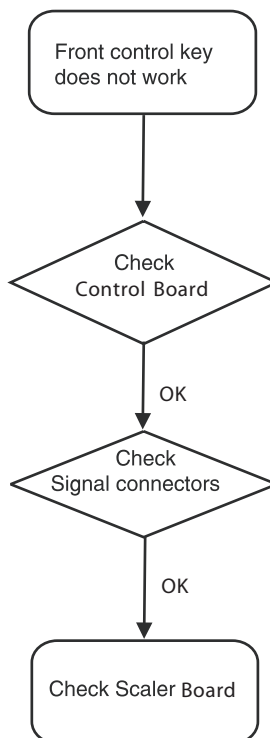 Front control key
does not work
Check
Control Board
OK
Check
Signal connectors
OK
Check Scaler Board